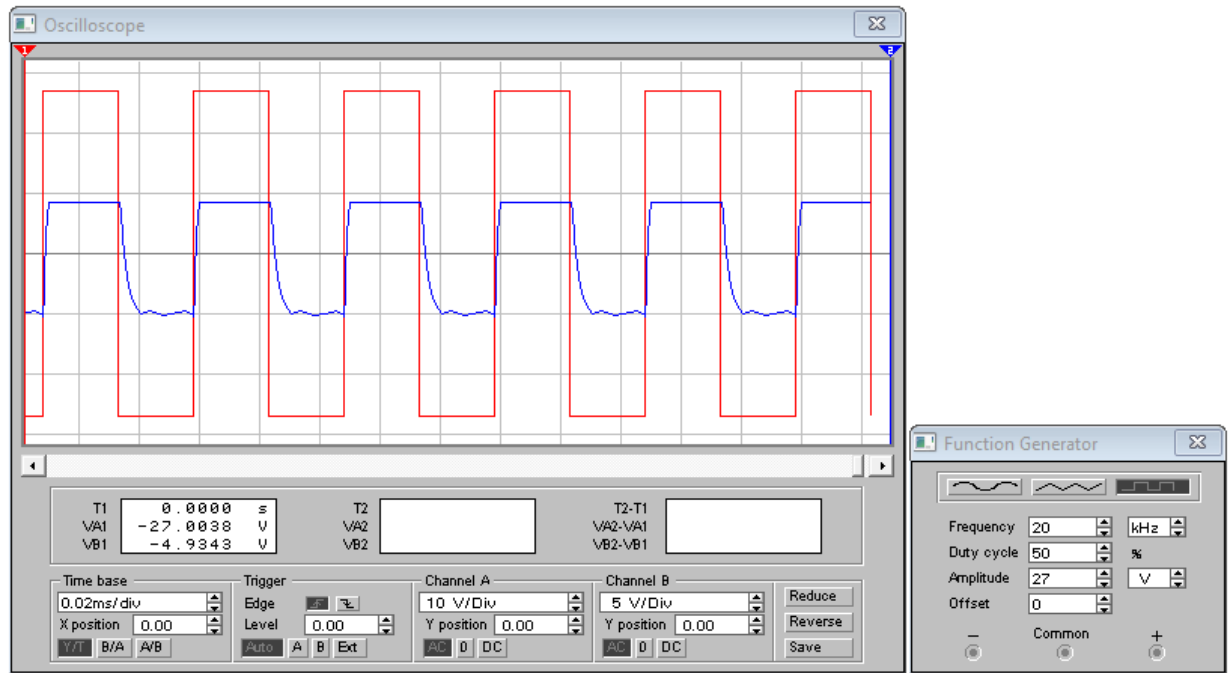 Oscilloscope
1
2
T1 0.0000 s T2 T2-T1
VA1 -27.0038 V VA2 VA2-VA1
VB1 -4.9343 V VB2 VB2-VB1
Time base Trigger Channel A Channel B
0.02ms/div Edge 10 V/Div 5 V/Div Reduce
X position 0.00 Level 0.00 Y position 0.00 Y position 0.00 Reverse
Y/T B/A A/B Auto A B Ext AC 0 DC AC 0 DC Save
Function Generator
Frequency 20 kHz
Duty cycle 50 %
Amplitude 27 V
Offset 0
− Common +